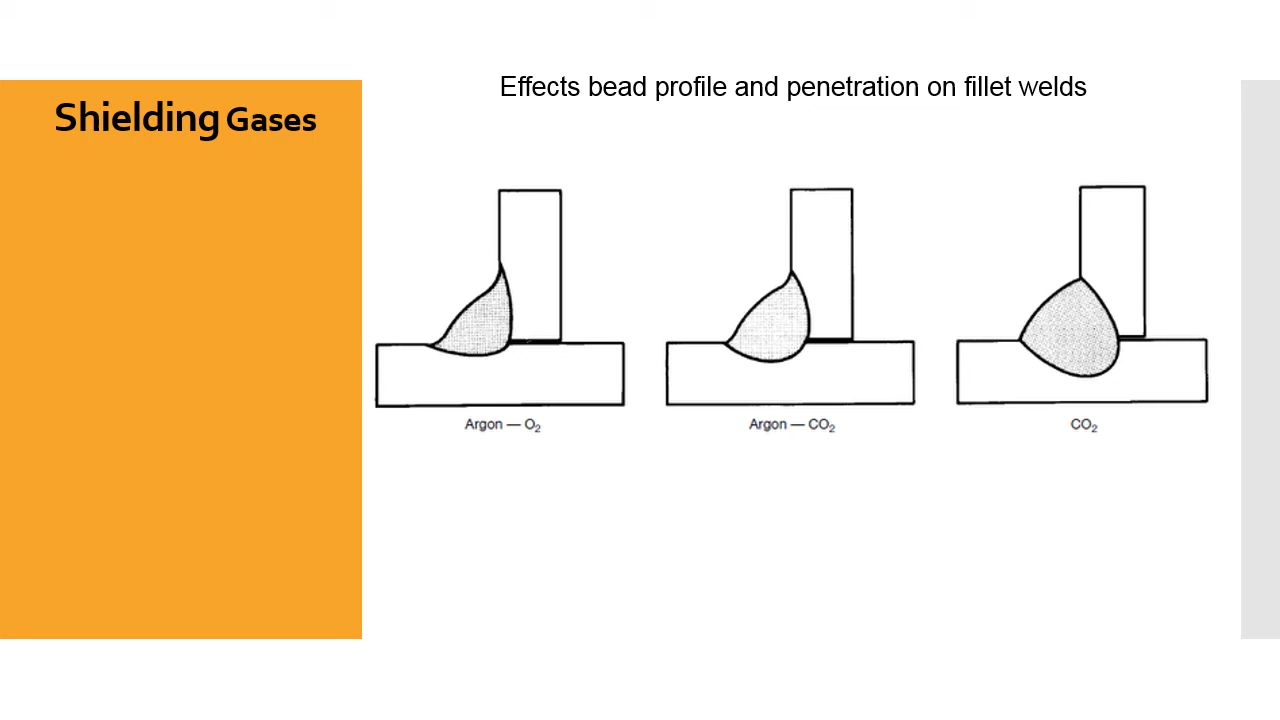 Shielding Gases
Effects bead profile and penetration on fillet welds
Argon — O₂
Argon — CO₂
CO₂